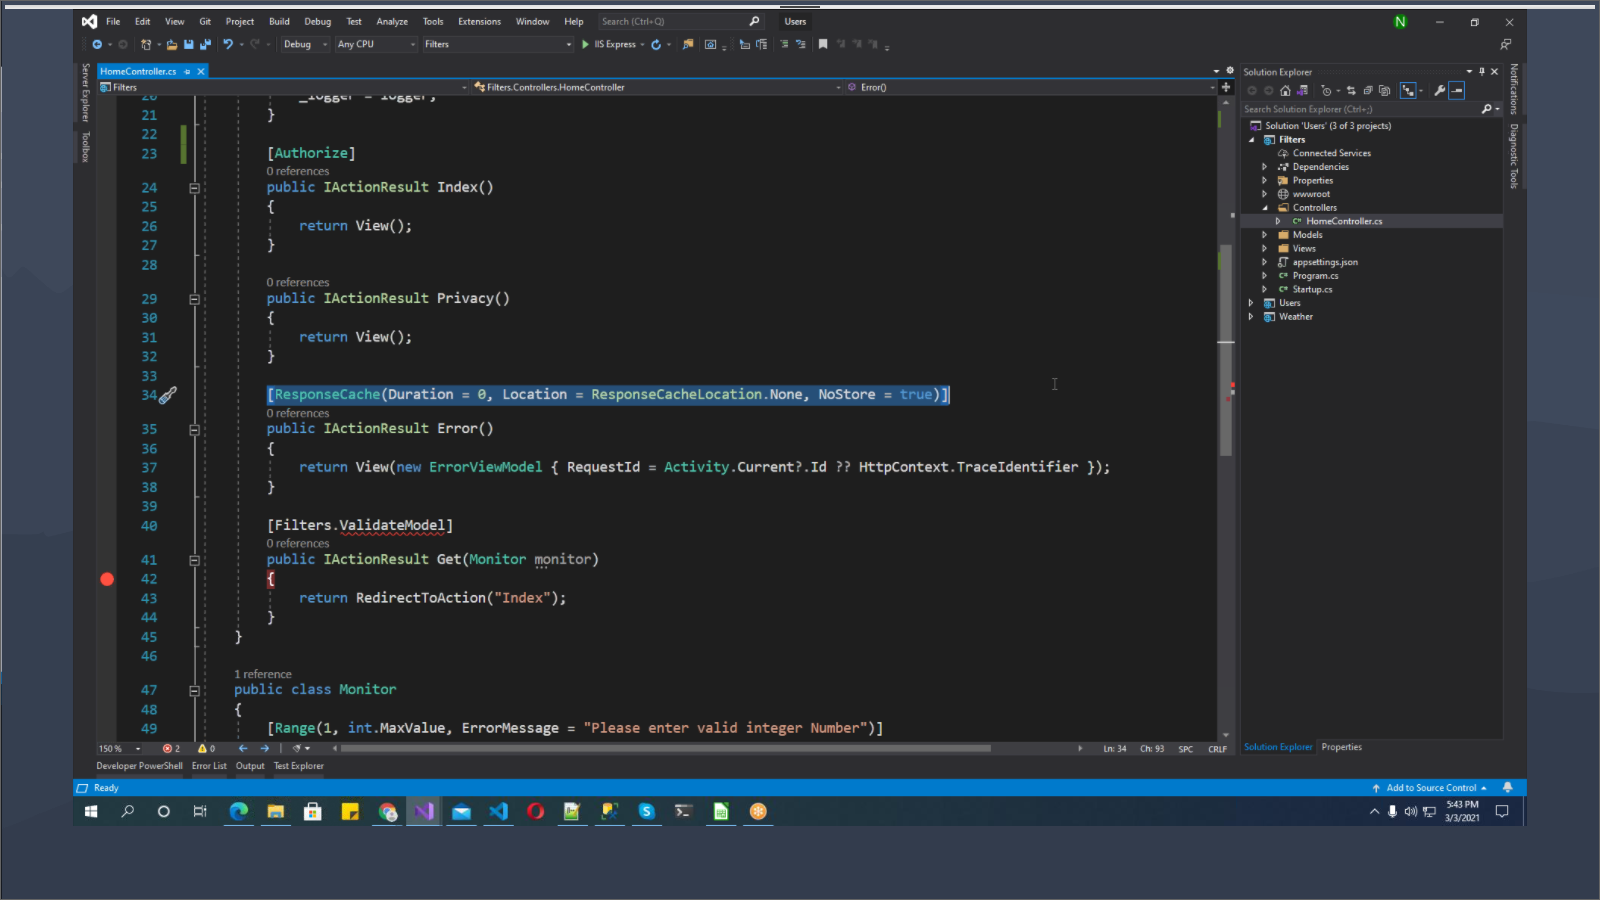 File Edit View Git Project Build Debug Test Analyze Tools Extensions Window Help Search (Ctrl+Q) Users N
Debug Any CPU Filters IIS Express
Server Explorer
Toolbox
HomeController.cs
Filters Filters.Controllers.HomeController Error()
20 _logger = logger;
21 }
22
23 [Authorize]
0 references
24 public IActionResult Index()
25 {
26 return View();
27 }
28
0 references
29 public IActionResult Privacy()
30 {
31 return View();
32 }
33
34 [ResponseCache(Duration = 0, Location = ResponseCacheLocation.None, NoStore = true)]
0 references
35 public IActionResult Error()
36 {
37 return View(new ErrorViewModel { RequestId = Activity.Current?.Id ?? HttpContext.TraceIdentifier });
38 }
39
40 [Filters.ValidateModel]
0 references
41 public IActionResult Get(Monitor monitor)
42 {
43 return RedirectToAction("Index");
44 }
45 }
46
1 reference
47 public class Monitor
48 {
49 [Range(1, int.MaxValue, ErrorMessage = "Please enter valid integer Number")]
150 % 2 0 Ln: 34 Ch: 93 SPC CRLF
Developer PowerShell Error List Output Test Explorer
Solution Explorer
Search Solution Explorer (Ctrl+;)
Solution 'Users' (3 of 3 projects)
Filters
Connected Services
Dependencies
Properties
wwwroot
Controllers
HomeController.cs
Models
Views
appsettings.json
Program.cs
Startup.cs
Users
Weather
Solution Explorer Properties
Notifications
Diagnostic Tools
Ready Add to Source Control
5:43 PM
3/3/2021